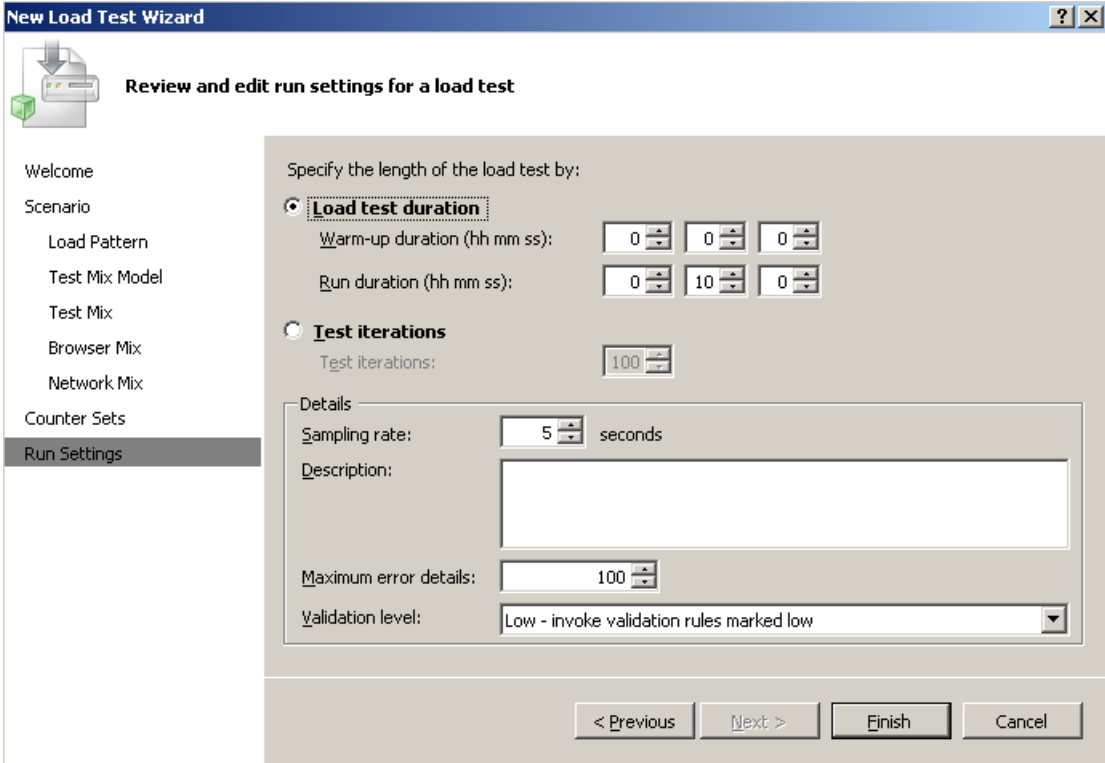 New Load Test Wizard
Review and edit run settings for a load test
Welcome
Scenario
Load Pattern
Test Mix Model
Test Mix
Browser Mix
Network Mix
Counter Sets
Run Settings
Specify the length of the load test by:
Load test duration
Warm-up duration (hh mm ss): 0 0 0
Run duration (hh mm ss): 0 10 0
Test iterations
Test iterations: 100
Details
Sampling rate: 5 seconds
Description:
Maximum error details: 100
Validation level: Low - invoke validation rules marked low
< Previous Next > Finish Cancel